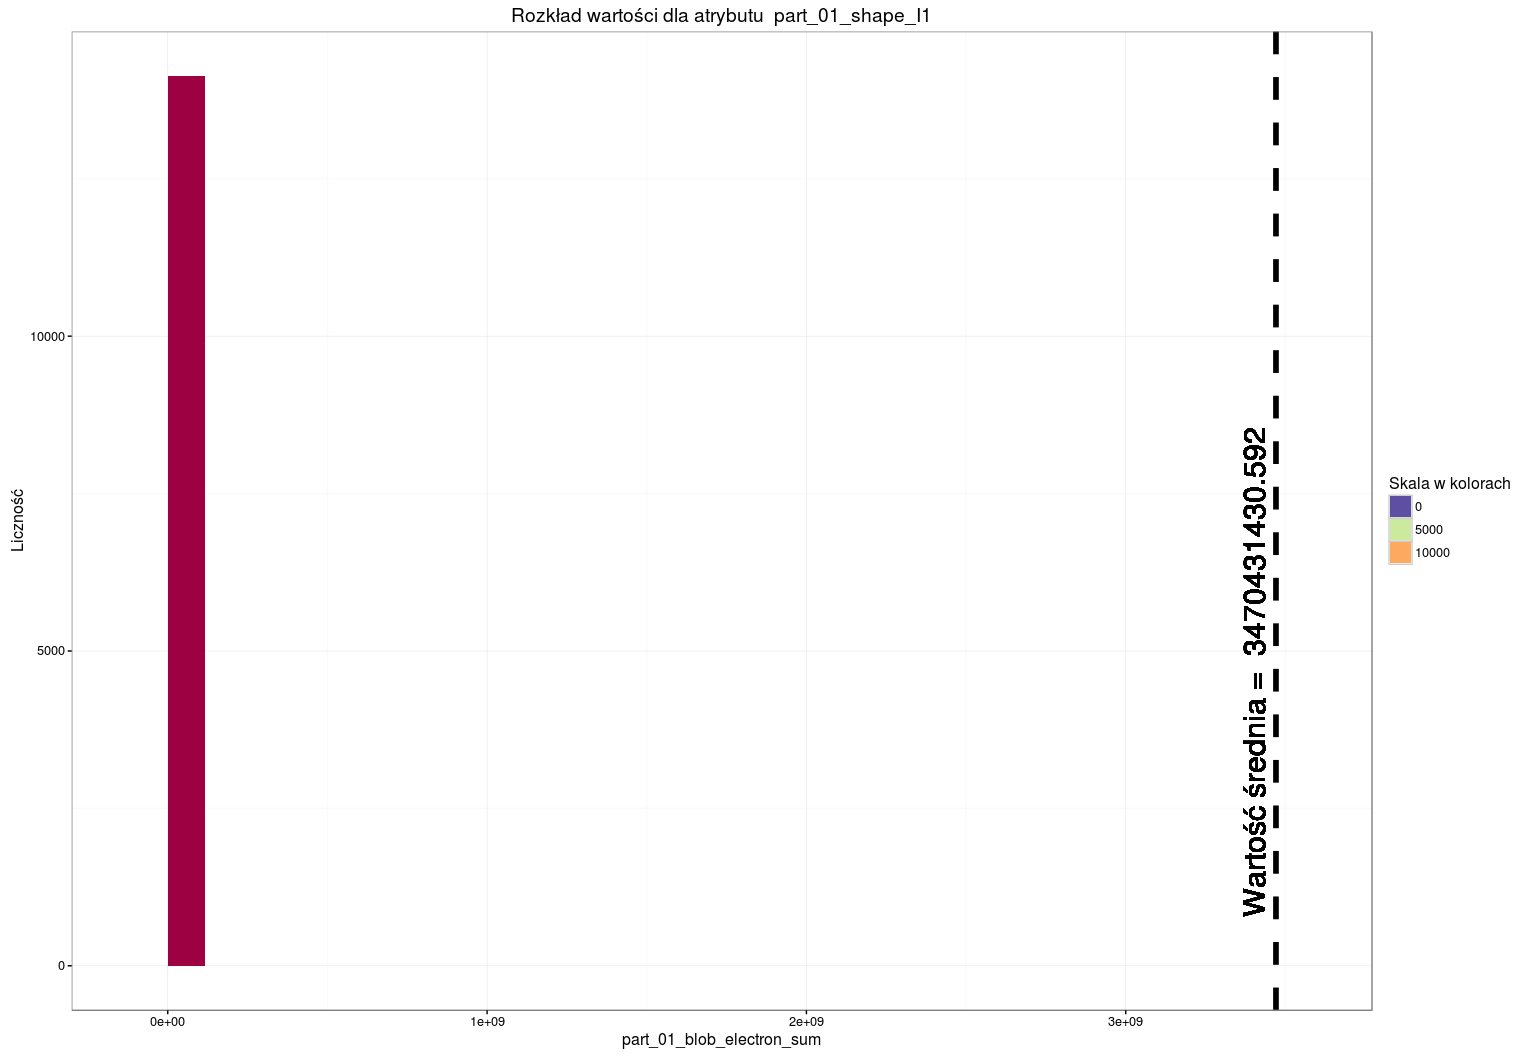 Rozkład wartości dla atrybutu  part_01_shape_I1
Liczność
10000
5000
0
Wartość średnia =  3470431430.592
0e+00
1e+09
2e+09
3e+09
part_01_blob_electron_sum
Skala w kolorach
0
5000
10000